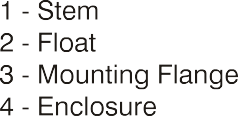 1 - Stem
2 - Float
3 - Mounting Flange
4 - Enclosure